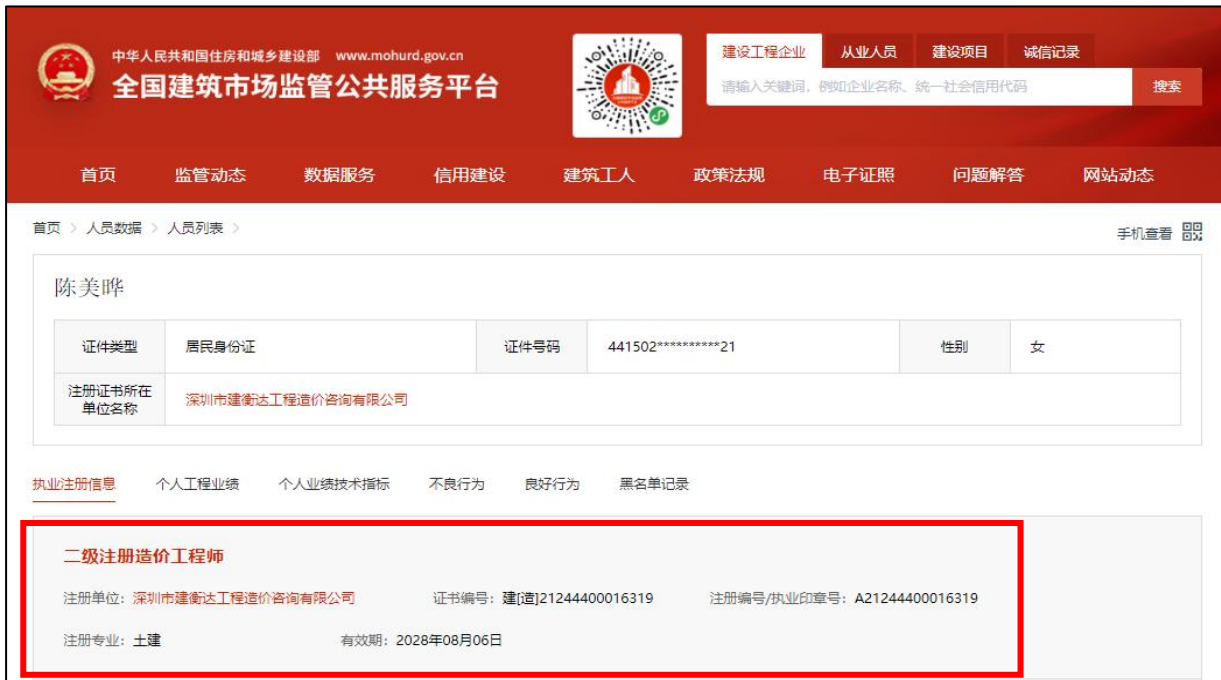 中华人民共和国住房和城乡建设部 www.mohurd.gov.cn
全国建筑市场监管公共服务平台
建设工程企业 从业人员 建设项目 诚信记录
请输入关键词，例如企业名称、统一社会信用代码 搜索
首页 监管动态 数据服务 信用建设 建筑工人 政策法规 电子证照 问题解答 网站动态
首页 > 人员数据 > 人员列表 >
手机查看
陈美晔
证件类型 居民身份证 证件号码 441502**********21 性别 女
注册证书所在
单位名称
深圳市建衡达工程造价咨询有限公司
执业注册信息 个人工程业绩 个人业绩技术指标 不良行为 良好行为 黑名单记录
二级注册造价工程师
注册单位：深圳市建衡达工程造价咨询有限公司 证书编号：建[造]21244400016319 注册编号/执业印章号：A21244400016319
注册专业：土建 有效期：2028年08月06日